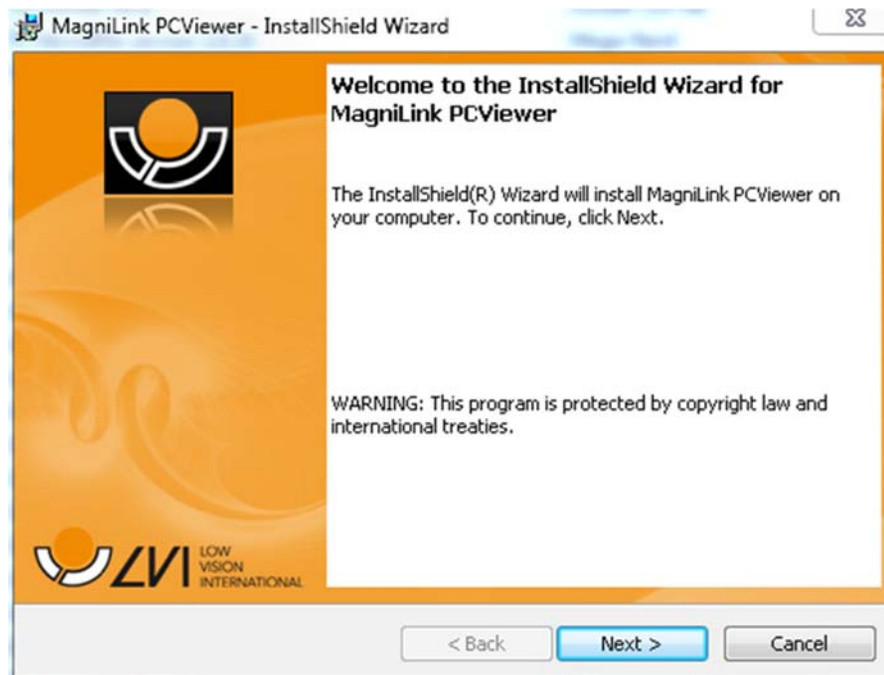 MagniLink PCViewer - InstallShield Wizard
Welcome to the InstallShield Wizard for
MagniLink PCViewer
The InstallShield(R) Wizard will install MagniLink PCViewer on
your computer. To continue, click Next.
WARNING: This program is protected by copyright law and
international treaties.
LVI
LOW
VISION
INTERNATIONAL
< Back
Next >
Cancel